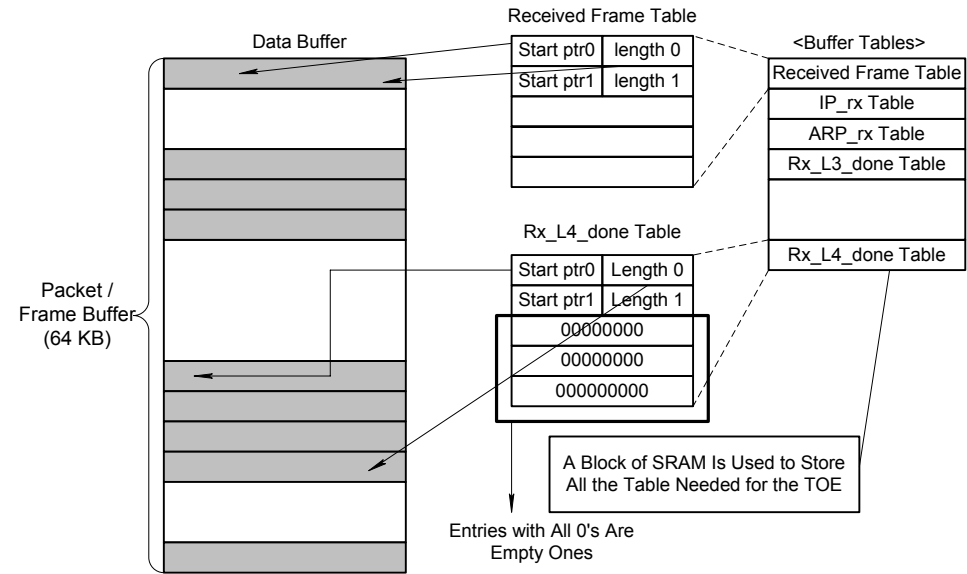 Received Frame Table
Data Buffer
<Buffer Tables>
Start ptr0 length 0
Start ptr1 length 1
Received Frame Table
IP_rx Table
ARP_rx Table
Rx_L3_done Table
Rx_L4_done Table
Rx_L4_done Table
Start ptr0 Length 0
Start ptr1 Length 1
00000000
00000000
000000000
Packet /
Frame Buffer
(64 KB)
A Block of SRAM Is Used to Store
All the Table Needed for the TOE
Entries with All 0's Are
Empty Ones